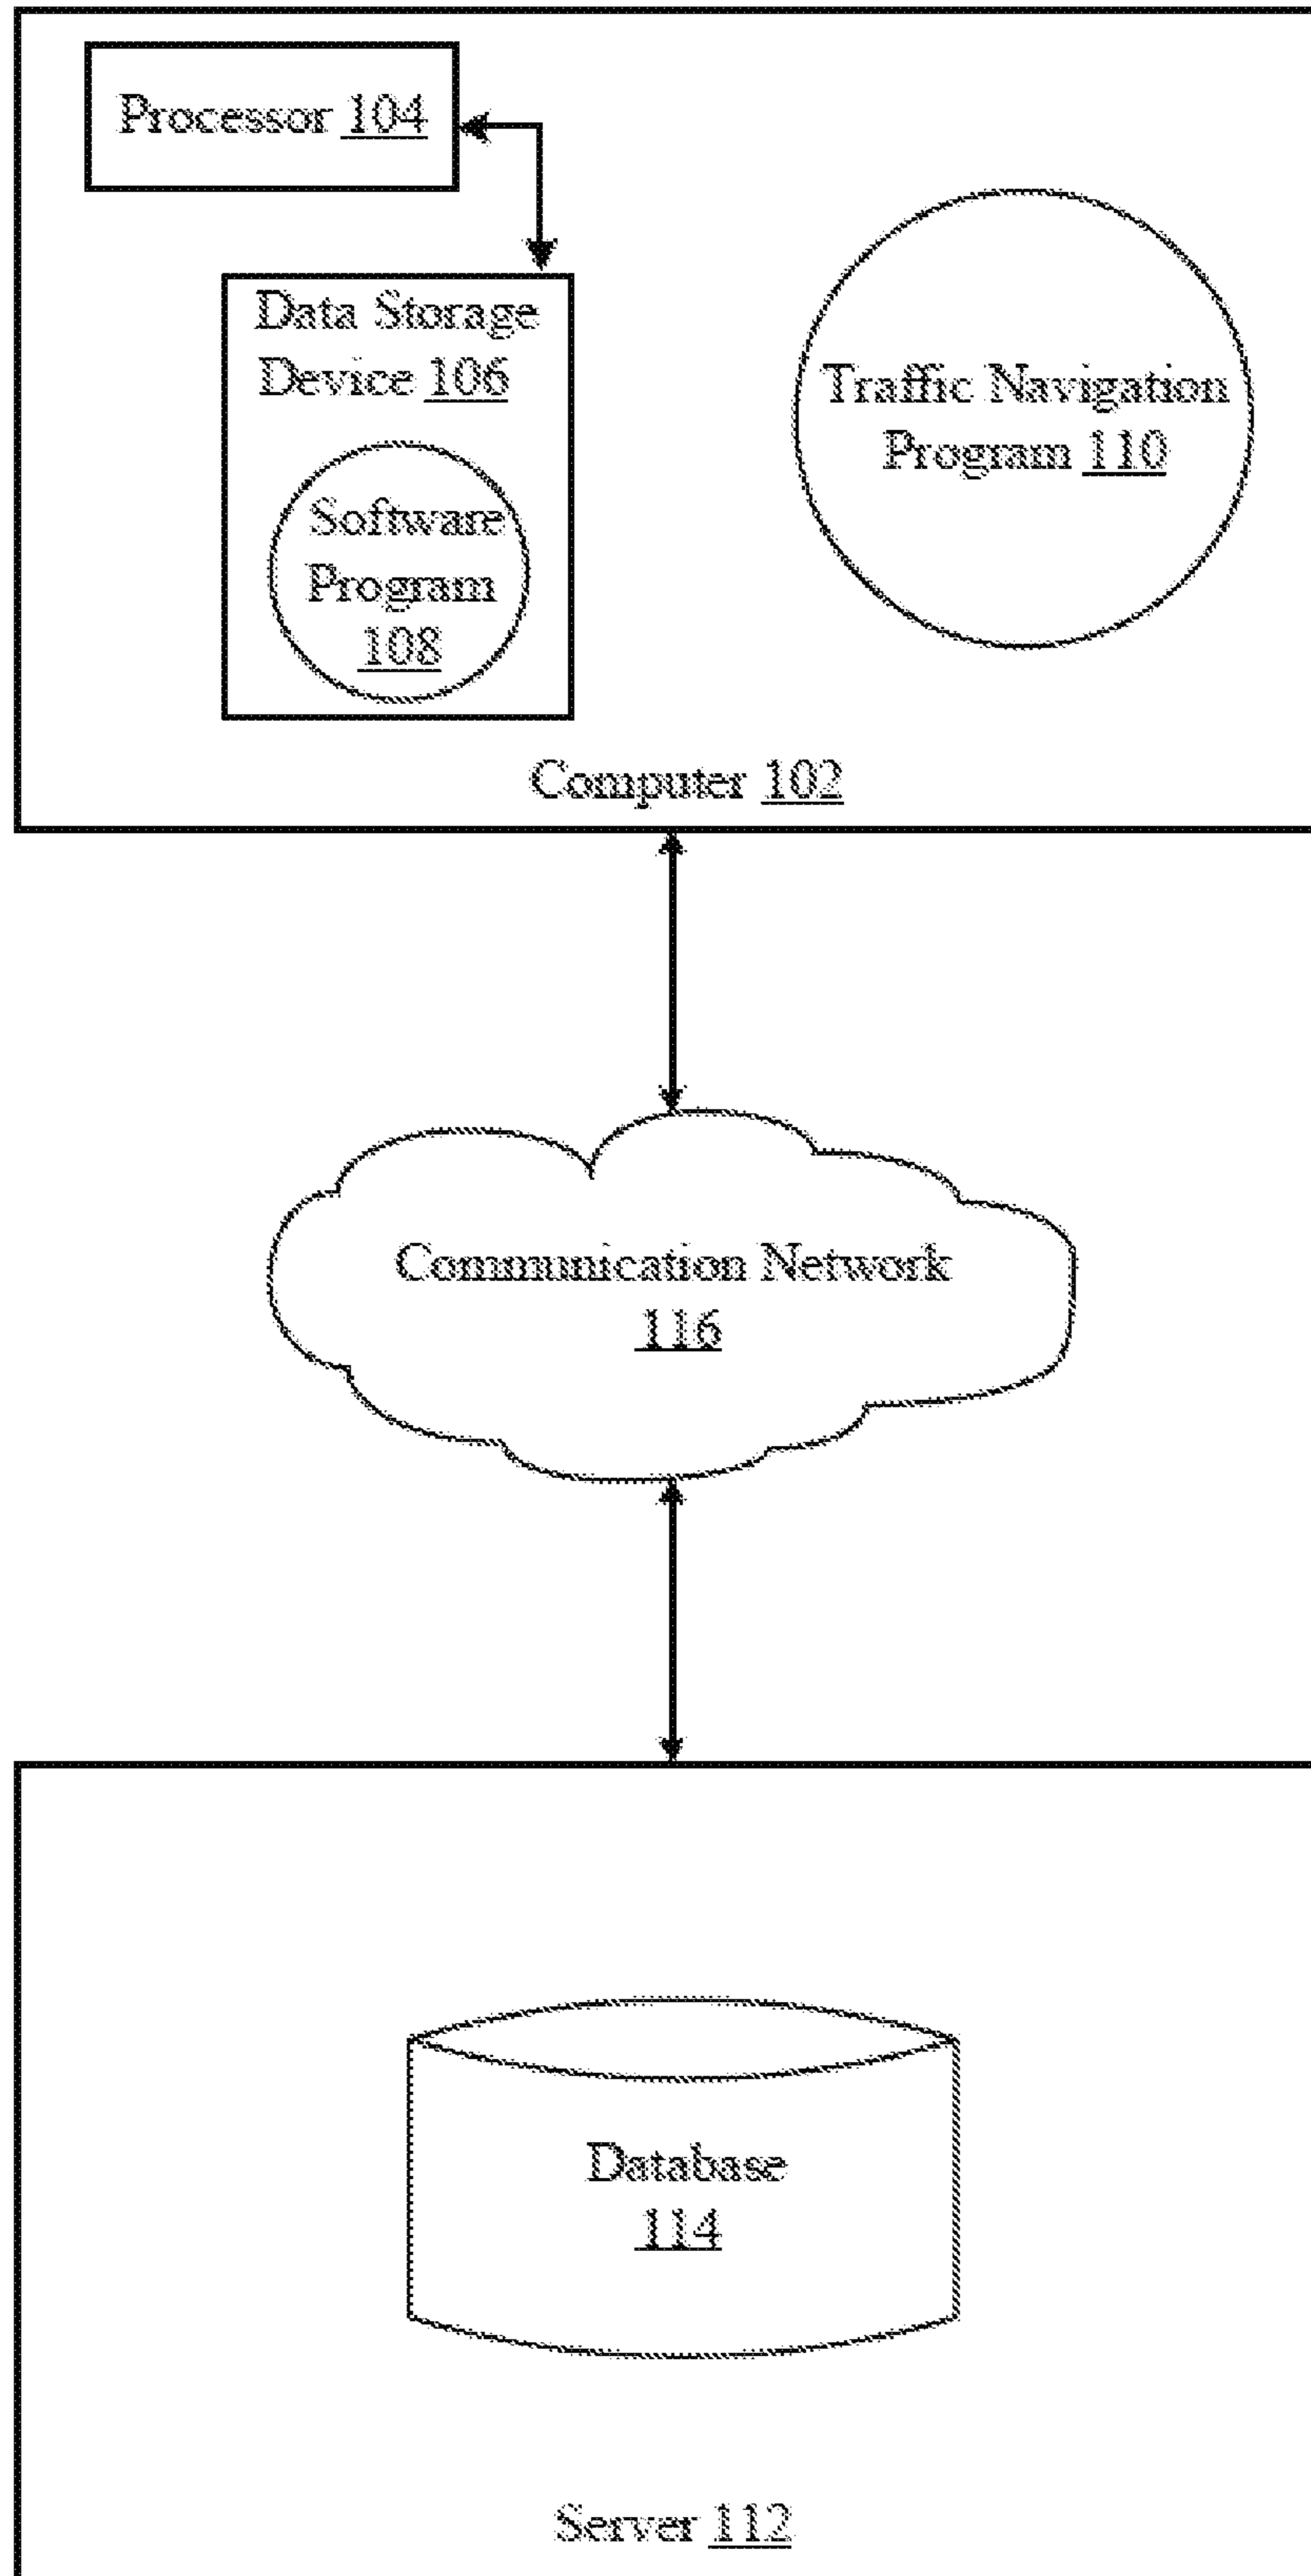 Processor 104
Data Storage
Device 106
Software
Program
108
Traffic Navigation
Program 110
Computer 102
Communication Network
116
Database
114
Server 112